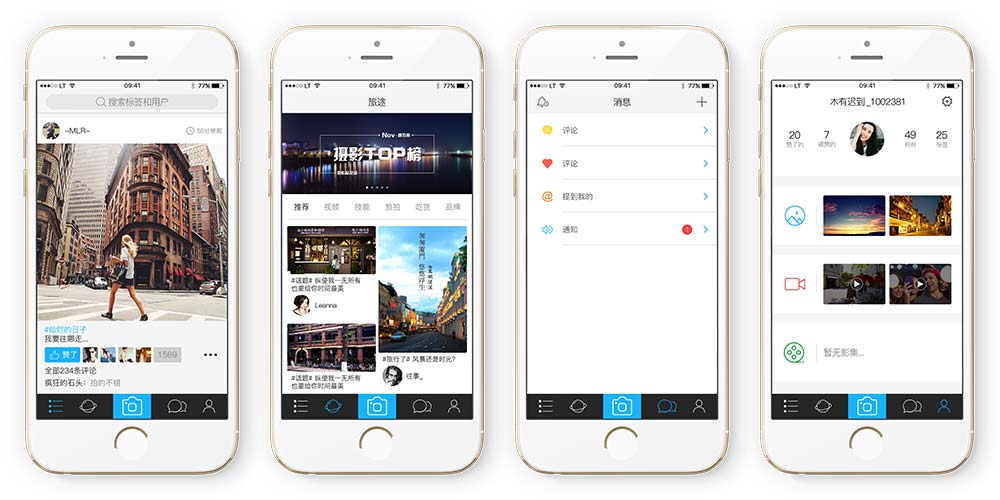 LT 09:41 77%
搜索标签和用户
-MLR-
55分钟前
#灿烂的日子
我要往哪走...
赞了 1569
全部234条评论
疯狂的石头：拍的不错
LT 09:41 77%
旅途
Nov·第五周
摄影TOP榜
推荐 视频 技能 旅拍 吃货 品牌
#话题# 纵使我一无所有
也要给你时间最美
Leanna
#话题# 纵使我一无所有
也要给你时间最美
#旅行了# 风景还是时光?
往事_
LT 09:41 77%
消息
评论
评论
提到我的
通知 1
LT 09:41 77%
木有迟到_1002381
20 7 49 25
赞了的 被赞的 粉丝 标签
暂无影集...